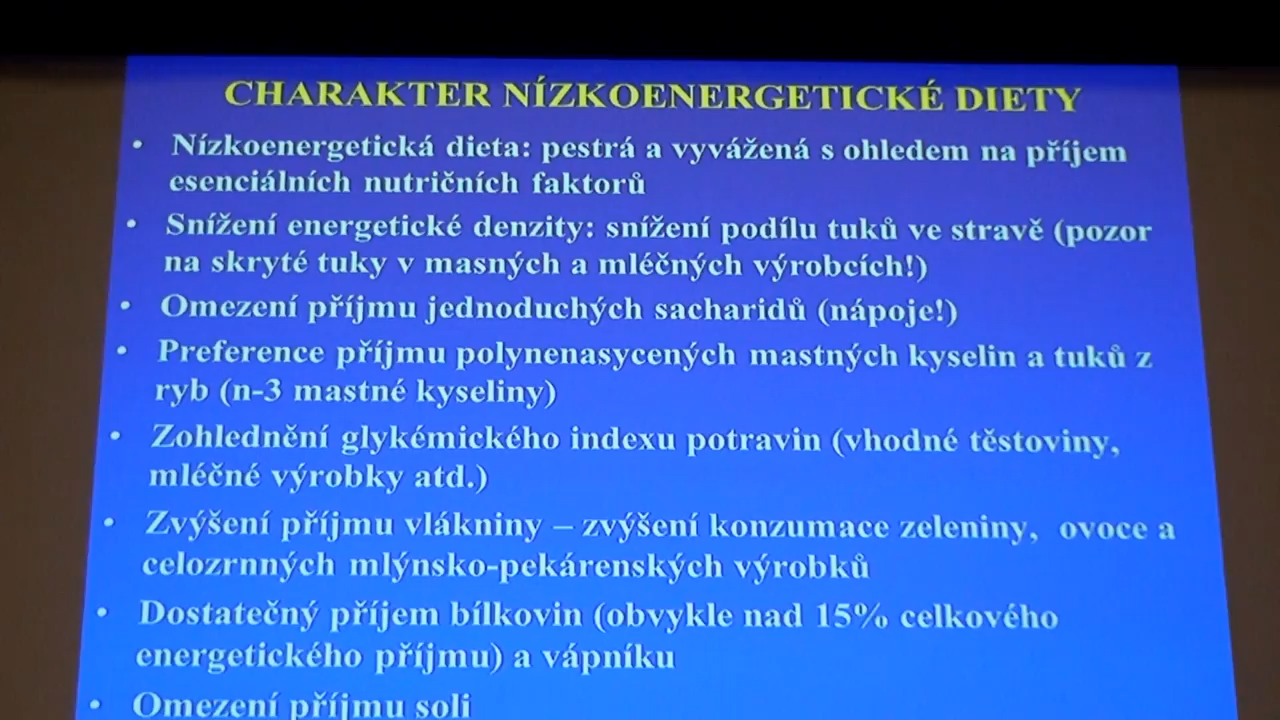 CHARAKTER NÍZKOENERGETICKÉ DIETY
• Nízkoenergetická dieta: pestrá a vyvážená s ohledem na příjem
esenciálních nutričních faktorů
• Snížení energetické denzity: snížení podílu tuků ve stravě (pozor
na skryté tuky v masných a mléčných výrobcích!)
• Omezení příjmu jednoduchých sacharidů (nápoje!)
• Preference příjmu polynenasycených mastných kyselin a tuků z
ryb (n-3 mastné kyseliny)
• Zohlednění glykémického indexu potravin (vhodné těstoviny,
mléčné výrobky atd.)
• Zvýšení příjmu vlákniny – zvýšení konzumace zeleniny, ovoce a
celozrnných mlýnsko-pekárenských výrobků
• Dostatečný příjem bílkovin (obvykle nad 15% celkového
energetického příjmu) a vápníku
• Omezení příjmu soli